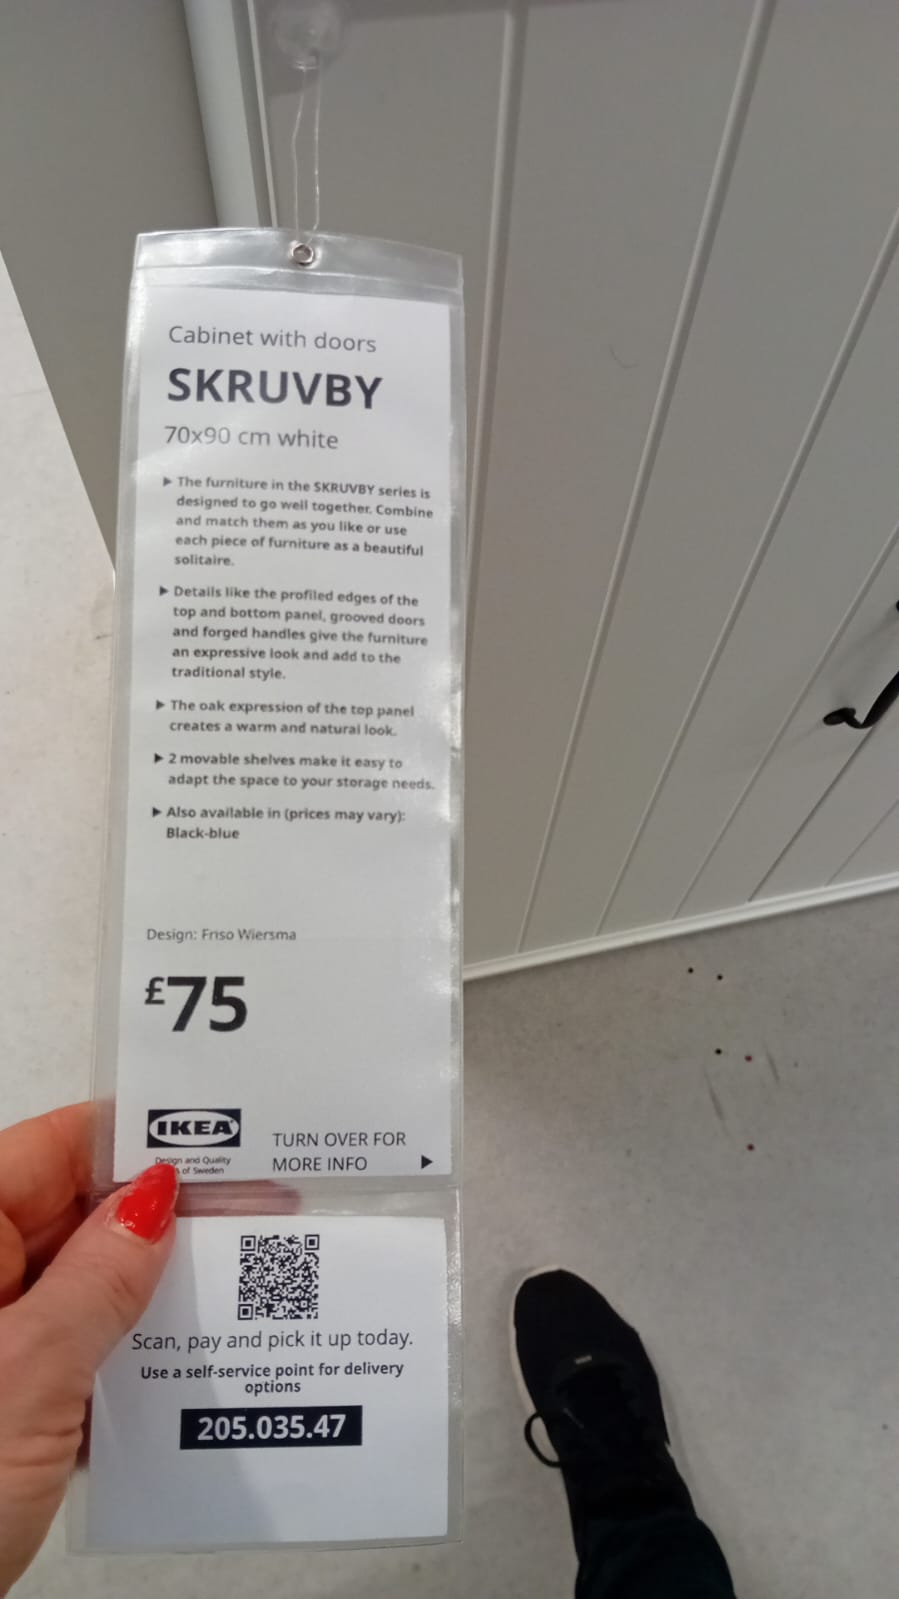 Cabinet with doors
SKRUVBY
70x90 cm white
▶ The furniture in the SKRUVBY series is
designed to go well together. Combine
and match them as you like or use
each piece of furniture as a beautiful
solitaire.
▶ Details like the profiled edges of the
top and bottom panel, grooved doors
and forged handles give the furniture
an expressive look and add to the
traditional style.
▶ The oak expression of the top panel
creates a warm and natural look.
▶ 2 movable shelves make it easy to
adapt the space to your storage needs.
▶ Also available in (prices may vary):
Black-blue
Design: Friso Wiersma
£75
IKEA
Design and Quality
of Sweden
TURN OVER FOR
MORE INFO ▶
Scan, pay and pick it up today.
Use a self-service point for delivery
options
205.035.47